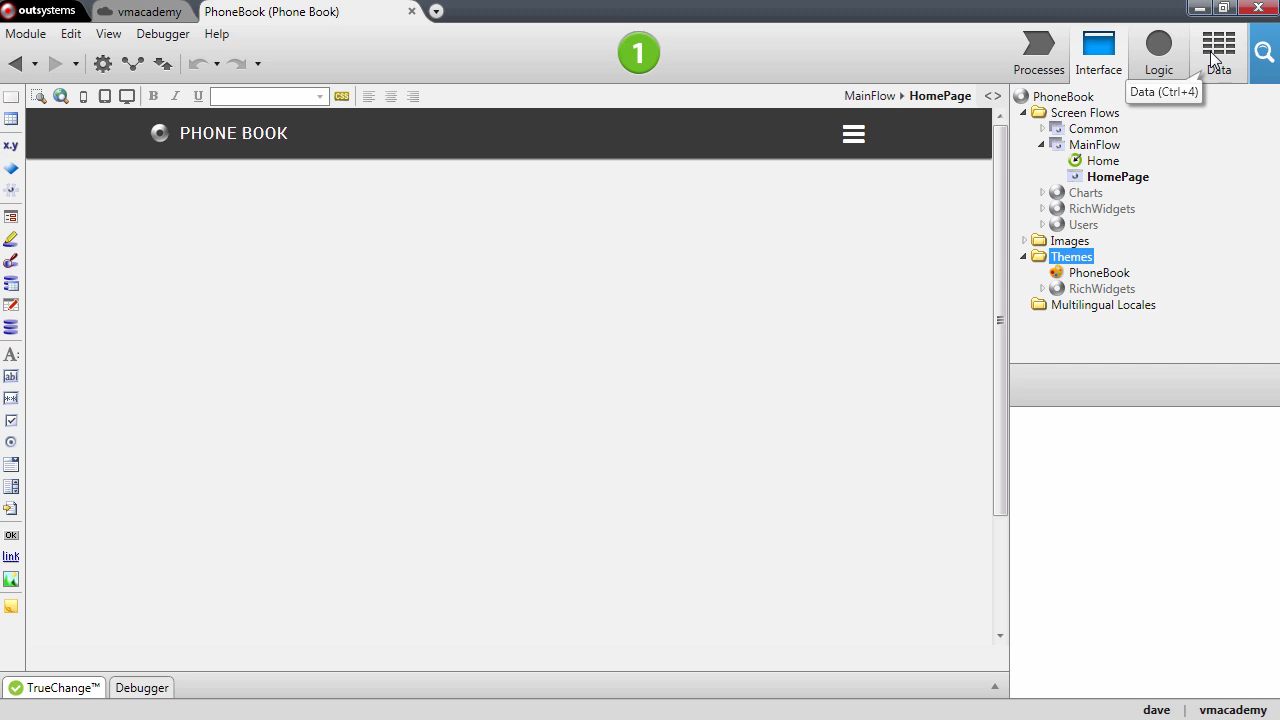 outsystems
vmacademy
PhoneBook (Phone Book)
Module Edit View Debugger Help
1
Processes Interface Logic Data
Data (Ctrl+4)
B I U
CSS
MainFlow HomePage <>
PHONE BOOK
PhoneBook
Screen Flows
Common
MainFlow
Home
HomePage
Charts
RichWidgets
Users
Images
Themes
PhoneBook
RichWidgets
Multilingual Locales
x.y
A
ab
OK
link
TrueChange™ Debugger
dave | vmacademy